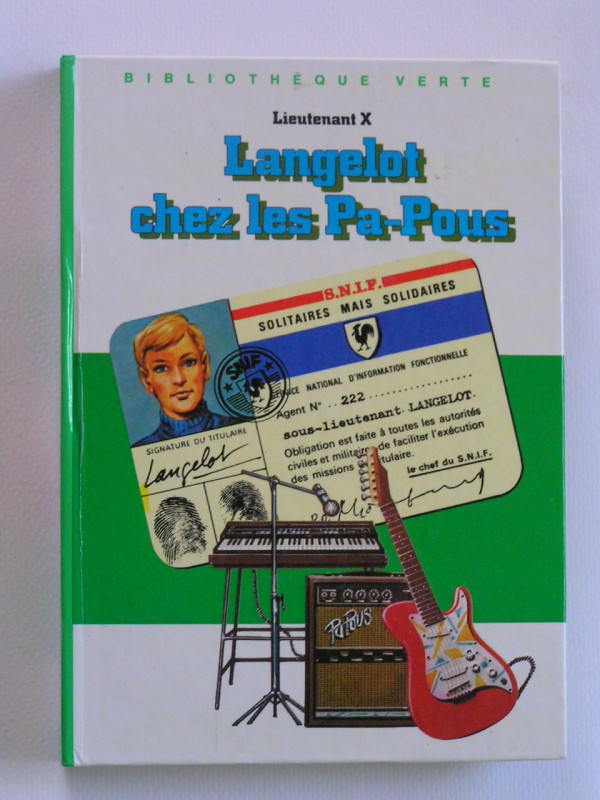 BIBLIOTHÈQUE VERTE
Lieutenant X
Langelot
chez les Pa-Pous
S.N.I.F.
SOLITAIRES MAIS SOLIDAIRES
SNIF
SERVICE NATIONAL D'INFORMATION FONCTIONNELLE
Agent N° ..222..................
sous-lieutenant. LANGELOT.
Obligation est faite à toutes les autorités
civiles et militaires de faciliter l'exécution
des missions titulaire.
le chef du S.N.I.F.
SIGNATURE DU TITULAIRE
Langelot
Pa Pous